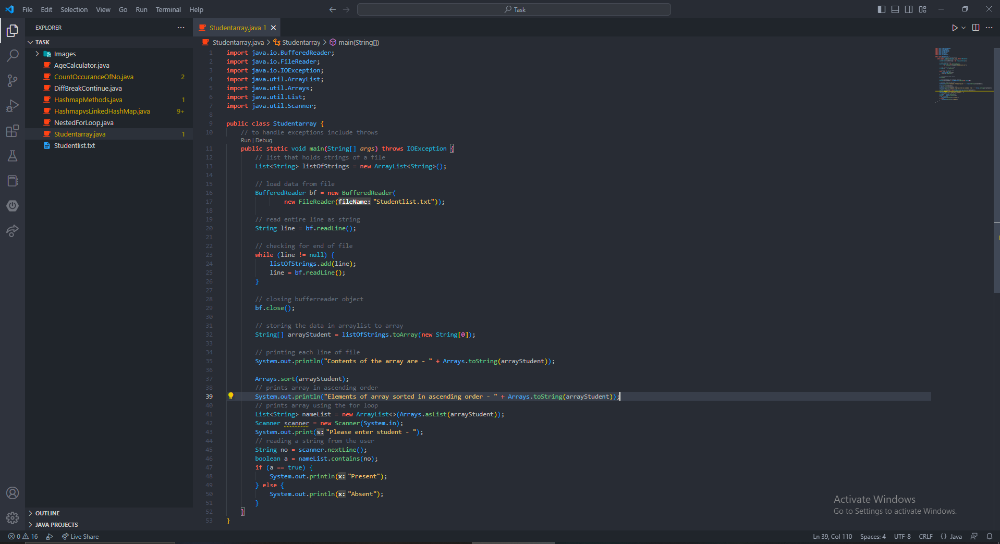 File Edit Selection View Go Run Terminal Help
Task
EXPLORER
TASK
Images
AgeCalculator.java
CountOccuranceOfNo.java 2
DiffBreakContinue.java
HashmapMethods.java 1
HashmapvsLinkedHashMap.java 9+
NestedForLoop.java
Studentarray.java 1
Studentlist.txt
OUTLINE
JAVA PROJECTS
Studentarray.java 1
Studentarray.java > Studentarray > main(String[])
1 import java.io.BufferedReader;
2 import java.io.FileReader;
3 import java.io.IOException;
4 import java.util.ArrayList;
5 import java.util.Arrays;
6 import java.util.List;
7 import java.util.Scanner;
8
9 public class Studentarray {
10 // to handle exceptions include throws
Run | Debug
11 public static void main(String[] args) throws IOException {
12 // list that holds strings of a file
13 List<String> listOfStrings = new ArrayList<String>();
14
15 // load data from file
16 BufferedReader bf = new BufferedReader(
17 new FileReader(fileName: "Studentlist.txt"));
18
19 // read entire line as string
20 String line = bf.readLine();
21
22 // checking for end of file
23 while (line != null) {
24 listOfStrings.add(line);
25 line = bf.readLine();
26 }
27
28 // closing bufferreader object
29 bf.close();
30
31 // storing the data in arraylist to array
32 String[] arrayStudent = listOfStrings.toArray(new String[0]);
33
34 // printing each line of file
35 System.out.println("Contents of the array are - " + Arrays.toString(arrayStudent));
36
37 Arrays.sort(arrayStudent);
38 // prints array in ascending order
39 System.out.println("Elements of array sorted in ascending order - " + Arrays.toString(arrayStudent));
40 // prints array using the for loop
41 List<String> nameList = new ArrayList<>(Arrays.asList(arrayStudent));
42 Scanner scanner = new Scanner(System.in);
43 System.out.print(s: "Please enter student - ");
44 // reading a string from the user
45 String no = scanner.nextLine();
46 boolean a = nameList.contains(no);
47 if (a == true) {
48 System.out.println(x: "Present");
49 } else {
50 System.out.println(x: "Absent");
51 }
52 }
53 }
Activate Windows
Go to Settings to activate Windows.
0 16 Live Share
Ln 39, Col 110 Spaces: 4 UTF-8 CRLF {} Java